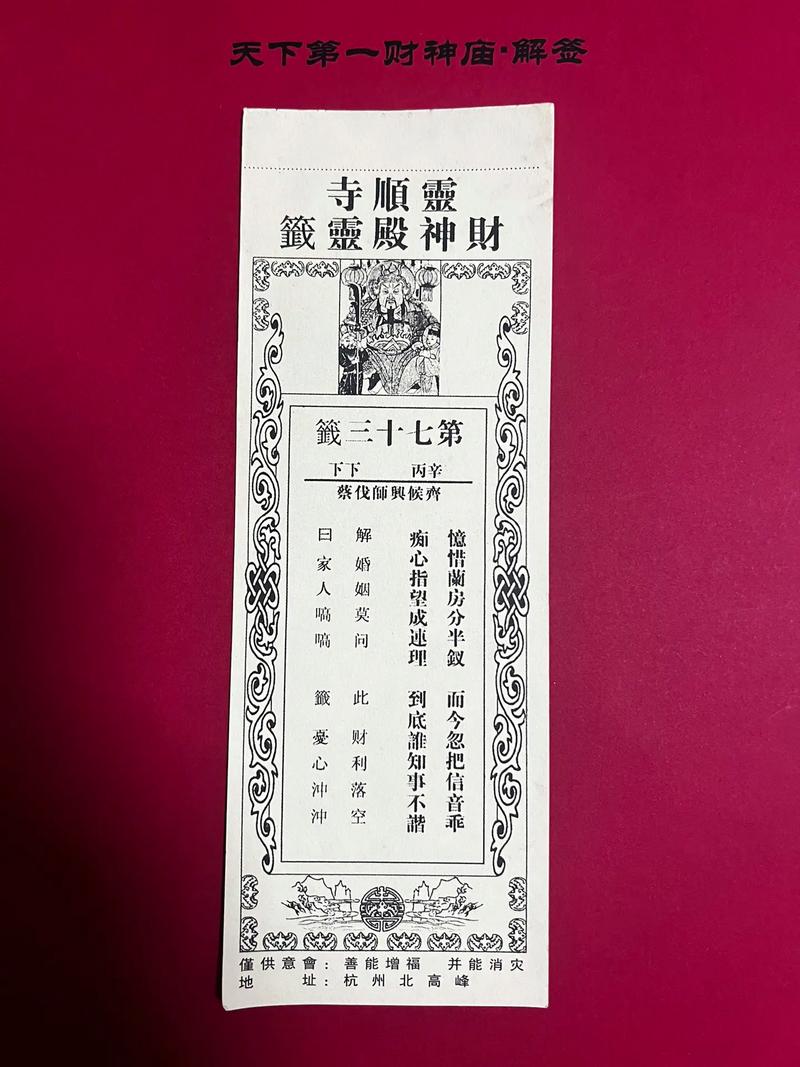 天下第一财神庙·解签
靈順寺
財神殿靈籤
第七十三籤
辛丙 下下
齊候興師伐蔡
憶惜蘭房分半釵 而今忽把信音乖
痴心指望成連理 到底誰知事不諧
解 婚姻莫问 此 财利落空
曰 家人嗃嗃 籤 憂心沖沖
僅供意會：善能增福 并能消灾
地址：杭州北高峰